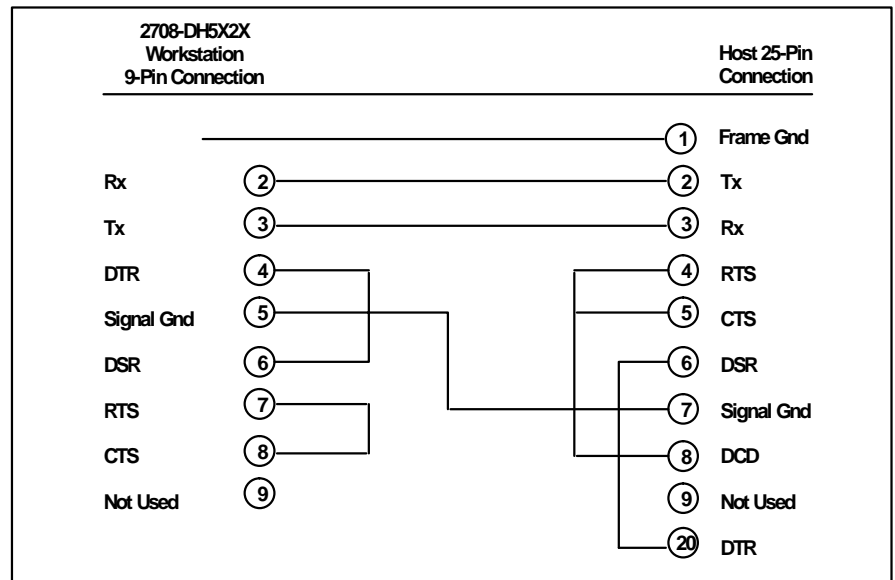 2708-DH5X2X
Workstation
9-Pin Connection
Host 25-Pin
Connection
1 Frame Gnd
Rx 2 2 Tx
Tx 3 3 Rx
DTR 4 4 RTS
Signal Gnd 5 5 CTS
DSR 6 6 DSR
RTS 7 7 Signal Gnd
CTS 8 8 DCD
Not Used 9 9 Not Used
20 DTR